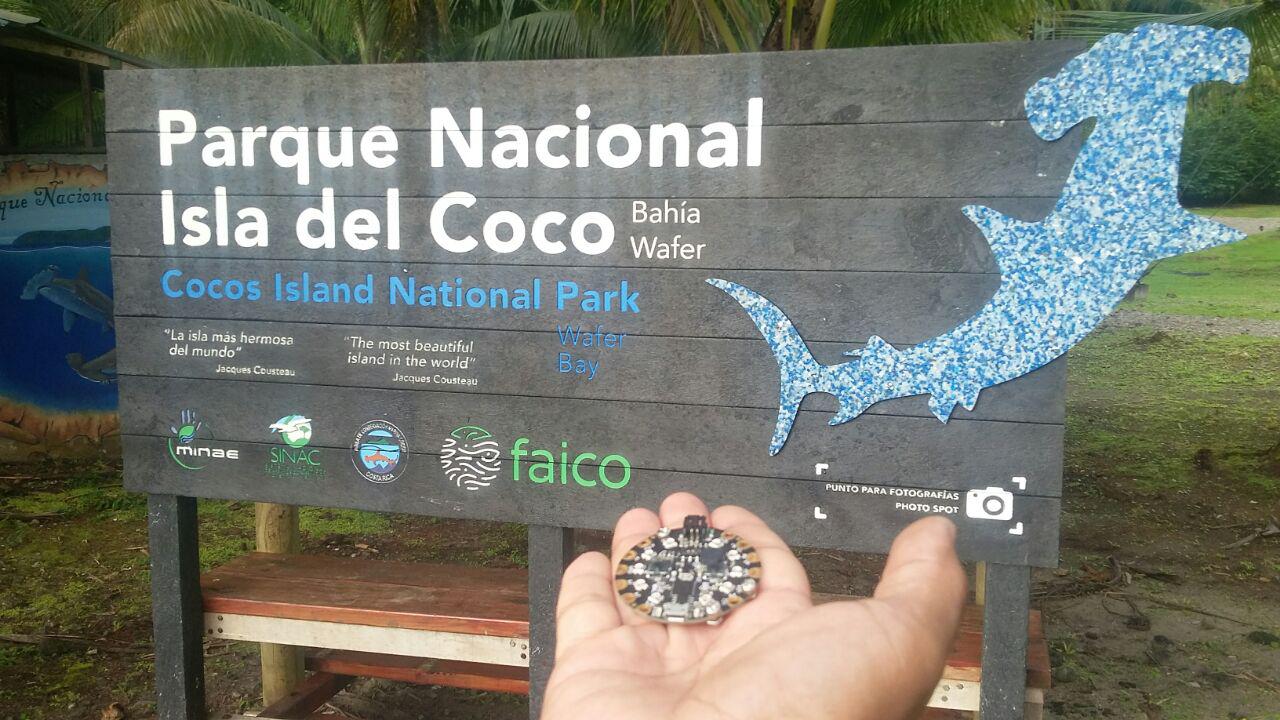 Parque Nacional
Isla del Coco
Bahía
Wafer
Cocos Island National Park
Wafer
Bay
"La isla más hermosa
del mundo"
Jacques Cousteau
"The most beautiful
island in the world"
Jacques Cousteau
minae
SINAC
COSTA RICA
faico
PUNTO PARA FOTOGRAFÍAS
PHOTO SPOT
que Naciona